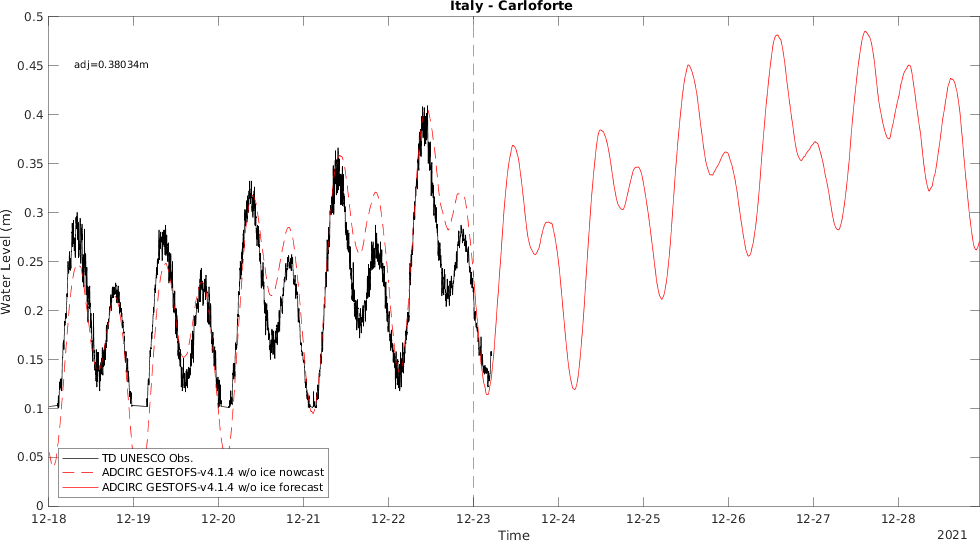 Italy - Carloforte
adj=0.38034m
Water Level (m)
0.5
0.45
0.4
0.35
0.3
0.25
0.2
0.15
0.1
0.05
0
TD UNESCO Obs.
ADCIRC GESTOFS-v4.1.4 w/o ice nowcast
ADCIRC GESTOFS-v4.1.4 w/o ice forecast
12-18 12-19 12-20 12-21 12-22 12-23 12-24 12-25 12-26 12-27 12-28
Time
2021